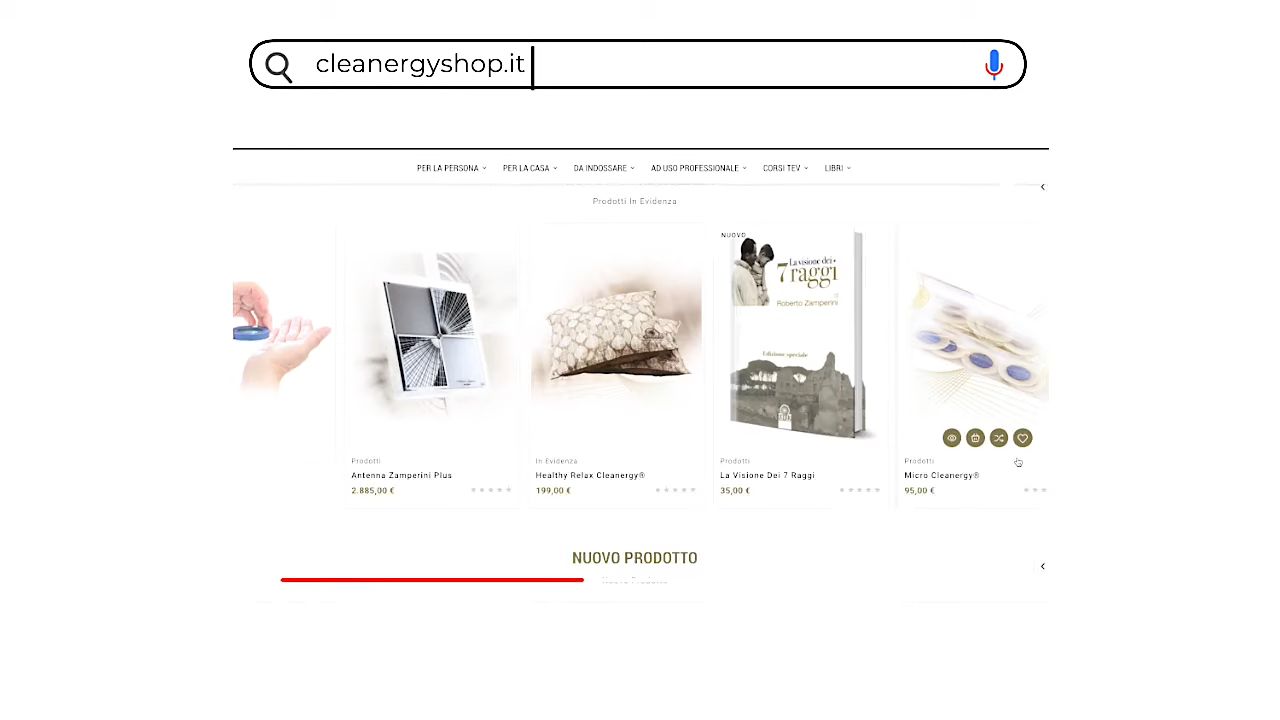 cleanergyshop.it
PER LA PERSONA PER LA CASA DA INDOSSARE AD USO PROFESSIONALE CORSI TEV LIBRI
Prodotti In Evidenza
NUOVO
La visione dei
7 raggi
Roberto Zamperini
Edizione speciale
Prodotti
Antenna Zamperini Plus
2.885,00 €
In Evidenza
Healthy Relax Cleanergy®
199,00 €
Prodotti
La Visione Dei 7 Raggi
35,00 €
Prodotti
Micro Cleanergy®
95,00 €
NUOVO PRODOTTO